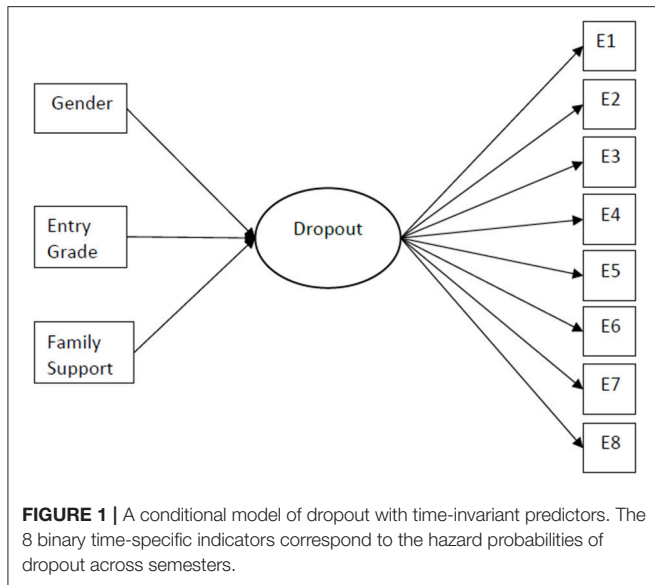 Gender
Entry
Grade
Family
Support
Dropout
E1
E2
E3
E4
E5
E6
E7
E8
FIGURE 1 | A conditional model of dropout with time-invariant predictors. The
8 binary time-specific indicators correspond to the hazard probabilities of
dropout across semesters.